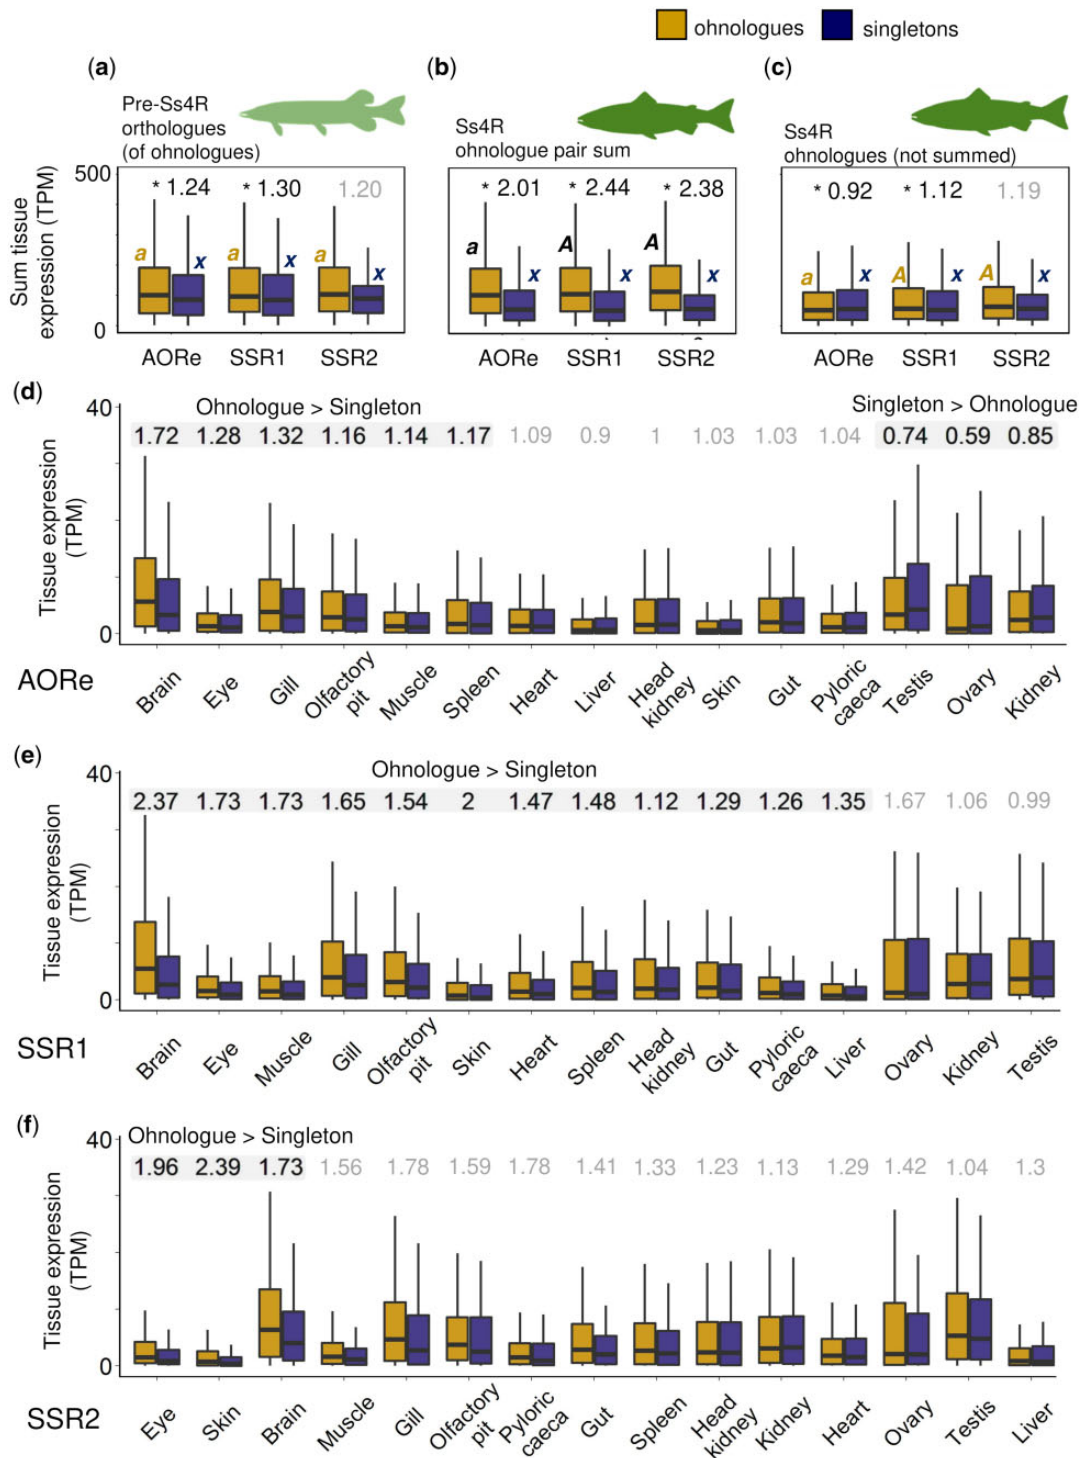 ohnologues singletons
(a) (b) (c)
Pre-Ss4R
orthologues
(of ohnologues)
Ss4R
ohnologue pair sum
Ss4R
ohnologues (not summed)
Sum tissue
expression (TPM)
500
0
* 1.24 * 1.30 1.20
a x a x a x
AORe SSR1 SSR2
* 2.01 * 2.44 * 2.38
a x A x A x
AORe SSR1 SSR2
* 0.92 * 1.12 1.19
a x A x A x
AORe SSR1 SSR2
(d)
Ohnologue > Singleton Singleton > Ohnologue
40
1.72 1.28 1.32 1.16 1.14 1.17 1.09 0.9 1 1.03 1.03 1.04 0.74 0.59 0.85
Tissue expression
(TPM)
0
AORe
Brain Eye Gill Olfactory pit Muscle Spleen Heart Liver Head kidney Skin Gut Pyloric caeca Testis Ovary Kidney
(e)
Ohnologue > Singleton
40
2.37 1.73 1.73 1.65 1.54 2 1.47 1.48 1.12 1.29 1.26 1.35 1.67 1.06 0.99
Tissue expression
(TPM)
0
SSR1
Brain Eye Muscle Gill Olfactory pit Skin Heart Spleen Head kidney Gut Pyloric caeca Liver Ovary Kidney Testis
(f)
Ohnologue > Singleton
40
1.96 2.39 1.73 1.56 1.78 1.59 1.78 1.41 1.33 1.23 1.13 1.29 1.42 1.04 1.3
Tissue expression
(TPM)
0
SSR2
Eye Skin Brain Muscle Gill Olfactory pit Pyloric caeca Gut Spleen Head kidney Kidney Heart Ovary Testis Liver